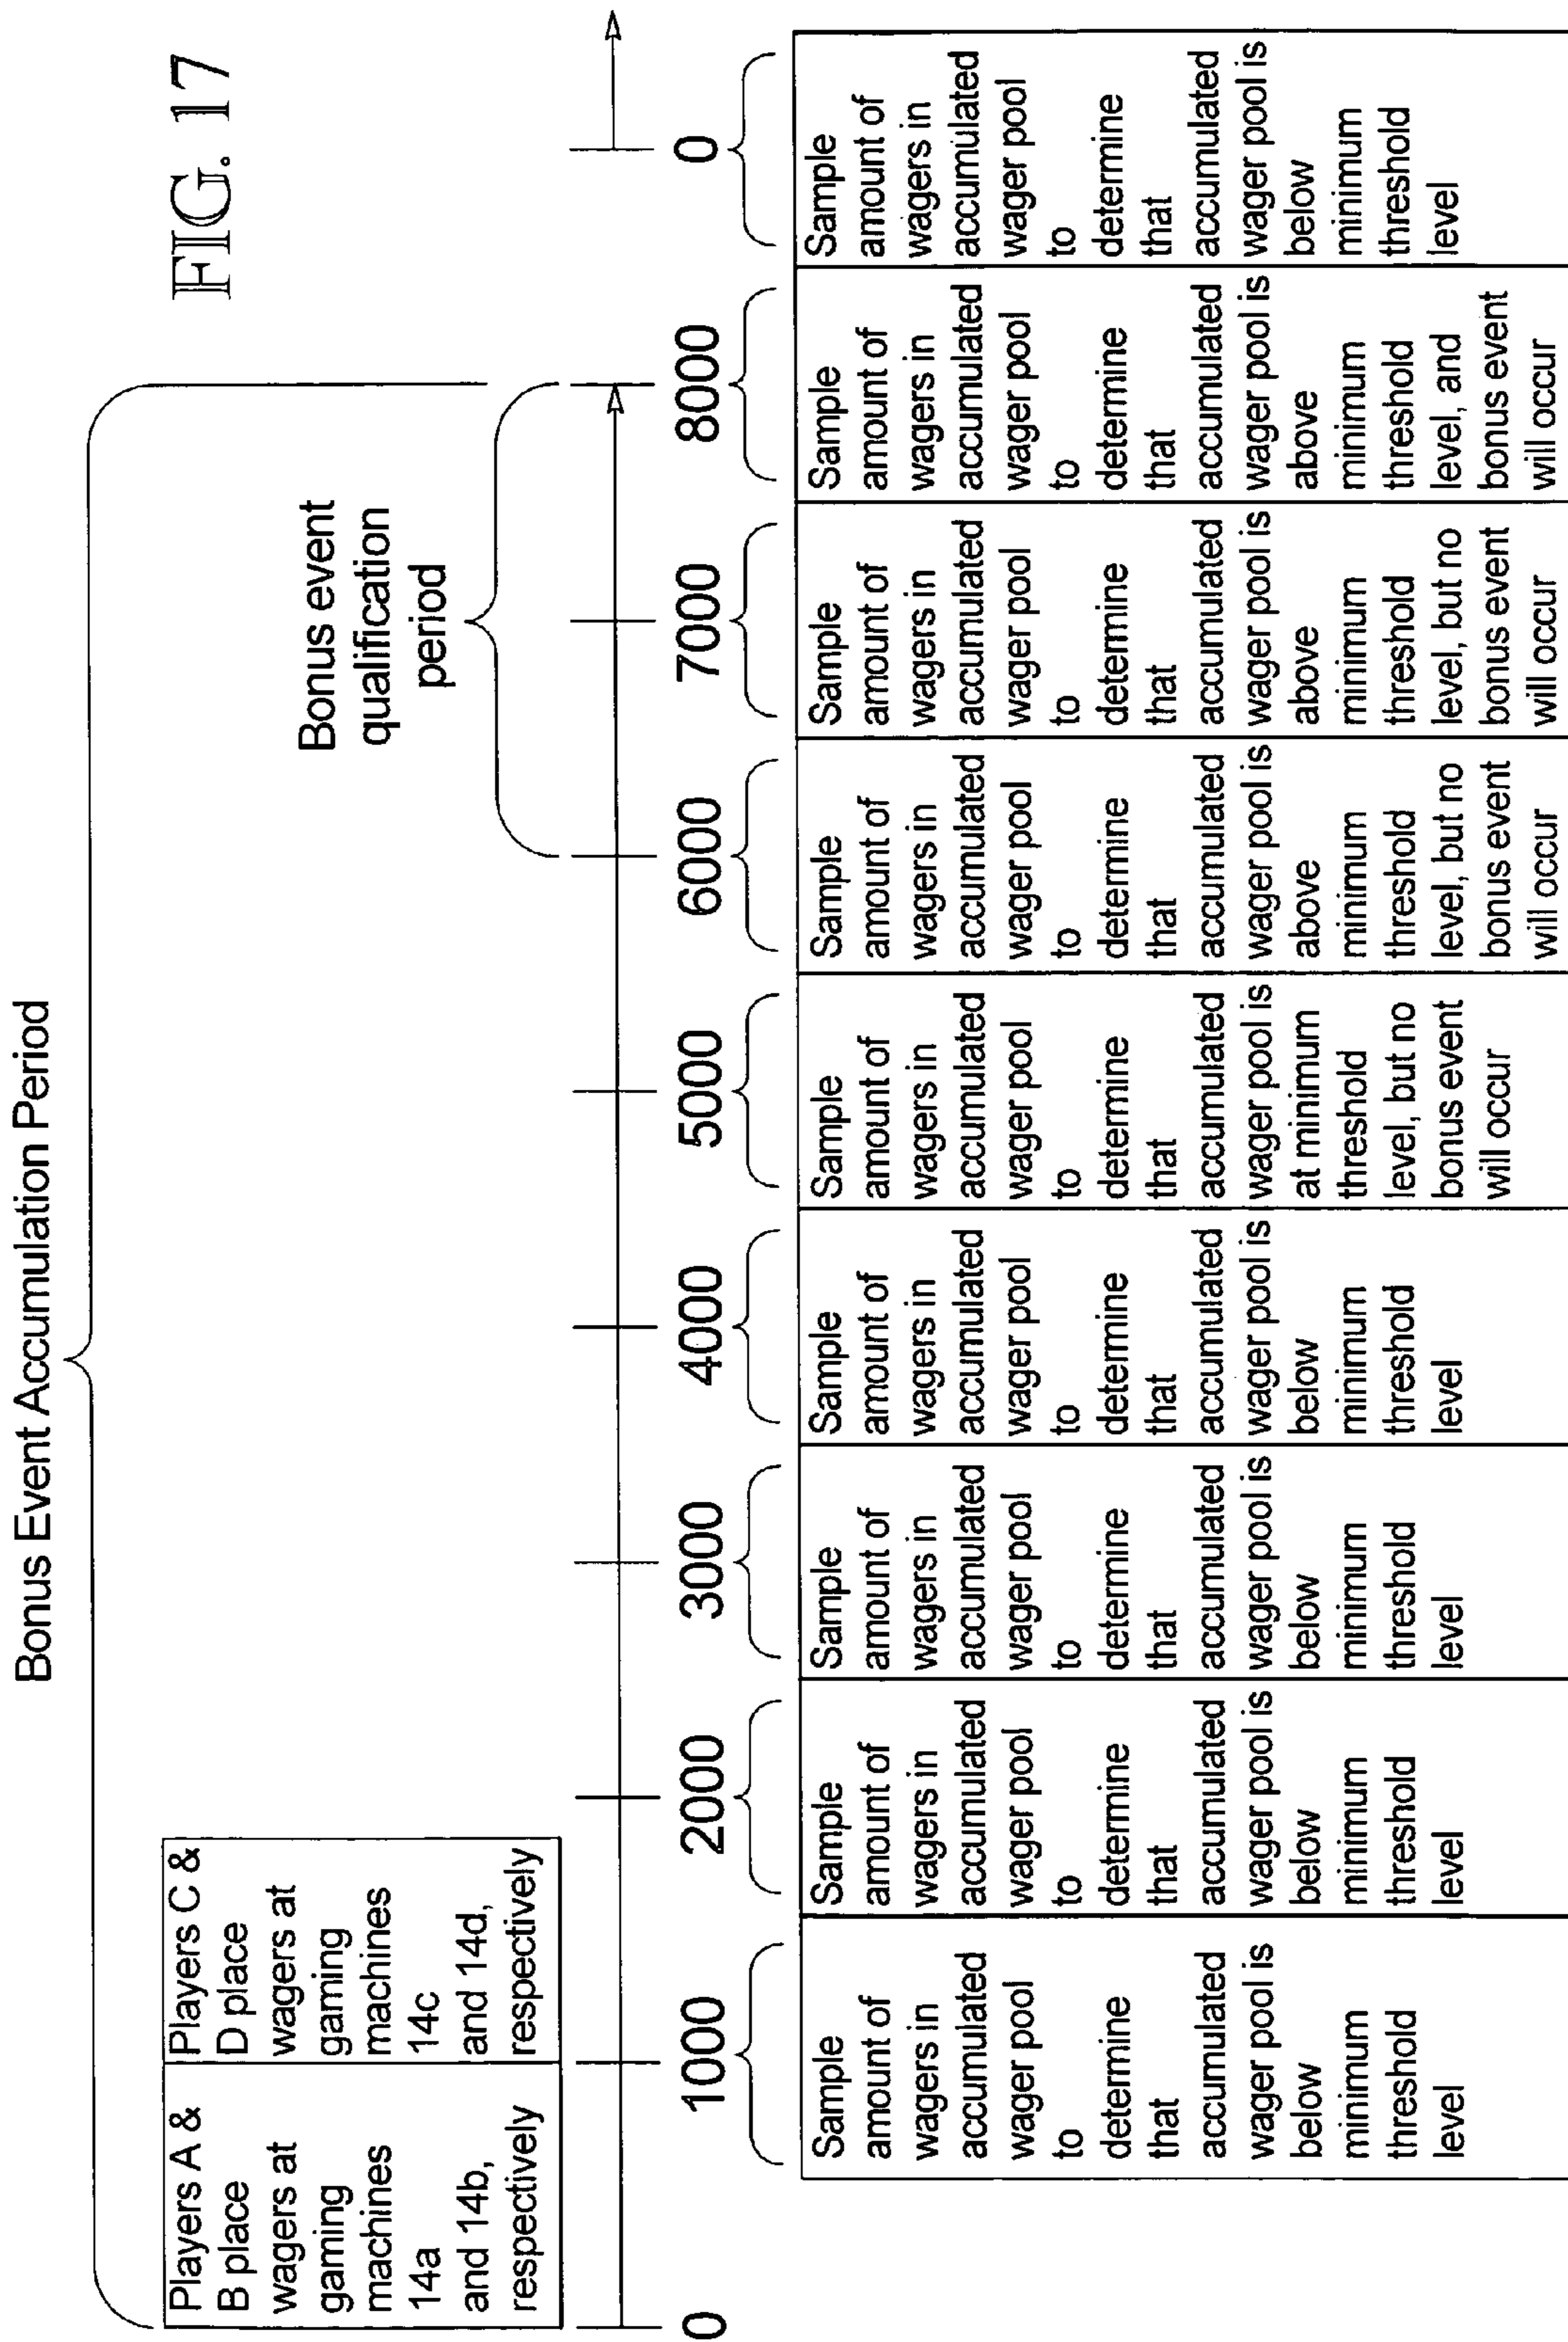 Bonus Event Accumulation Period
FIG. 17
Players A &
B place
wagers at
gaming
machines
14a
and 14b,
respectively
Players C &
D place
wagers at
gaming
machines
14c
and 14d,
respectively
Bonus event
qualification
period
0
1000
2000
3000
4000
5000
6000
7000
8000
0
Sample
amount of
wagers in
accumulated
wager pool
to
determine
that
accumulated
wager pool is
below
minimum
threshold
level
Sample
amount of
wagers in
accumulated
wager pool
to
determine
that
accumulated
wager pool is
below
minimum
threshold
level
Sample
amount of
wagers in
accumulated
wager pool
to
determine
that
accumulated
wager pool is
below
minimum
threshold
level
Sample
amount of
wagers in
accumulated
wager pool
to
determine
that
accumulated
wager pool is
below
minimum
threshold
level
Sample
amount of
wagers in
accumulated
wager pool
to
determine
that
accumulated
wager pool is
at minimum
threshold
level, but no
bonus event
will occur
Sample
amount of
wagers in
accumulated
wager pool
to
determine
that
accumulated
wager pool is
above
minimum
threshold
level, but no
bonus event
will occur
Sample
amount of
wagers in
accumulated
wager pool
to
determine
that
accumulated
wager pool is
above
minimum
threshold
level, but no
bonus event
will occur
Sample
amount of
wagers in
accumulated
wager pool
to
determine
that
accumulated
wager pool is
above
minimum
threshold
level, and
bonus event
will occur
Sample
amount of
wagers in
accumulated
wager pool
to
determine
that
accumulated
wager pool is
below
minimum
threshold
level